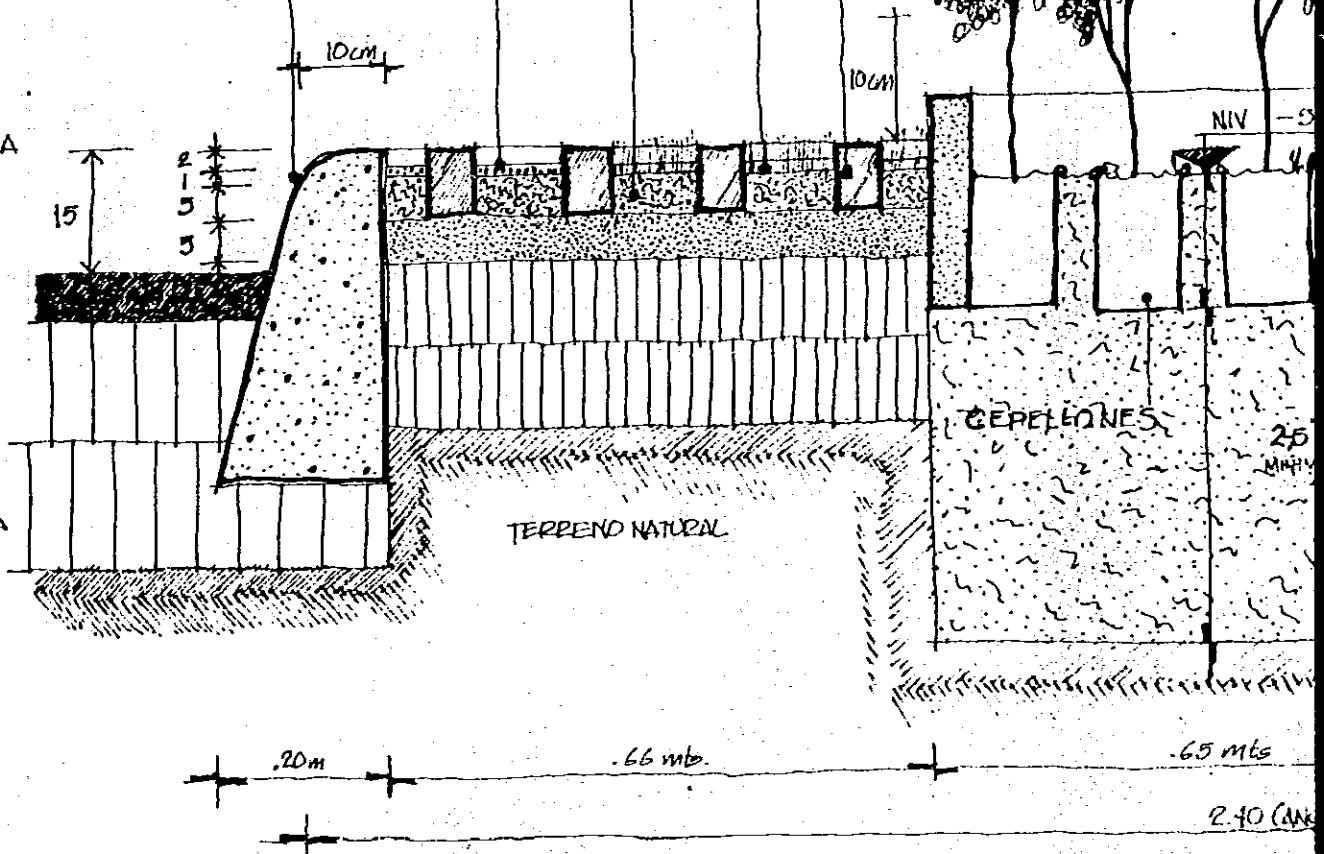 10cm
10cm
A
NIV -5
2
1
5
5
15
CEPELLONES
25
TERRENO NATURAL
.20m
.66 mts.
.65 mts
2.40